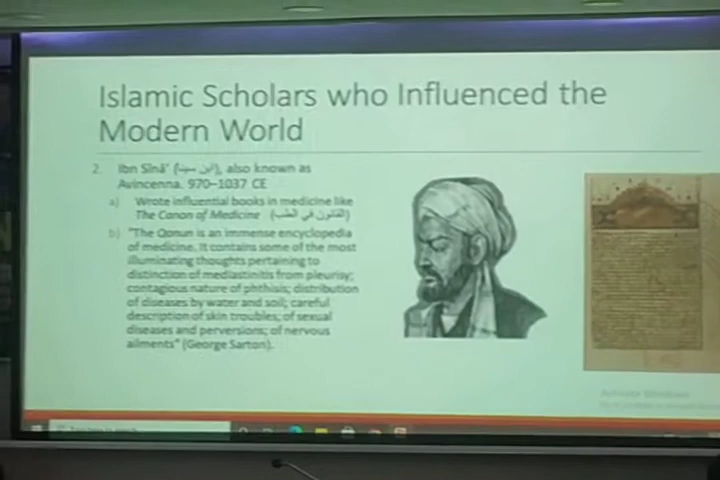 Islamic Scholars who Influenced the
Modern World
2. Ibn Sīnā' (ابن سينا), also known as
Avincenna. 970–1037 CE
a) Wrote influential books in medicine like
The Canon of Medicine (القانون في الطب)
b) "The Qanun is an immense encyclopedia
of medicine. It contains some of the most
illuminating thoughts pertaining to
distinction of mediastinitis from pleurisy;
contagious nature of phthisis; distribution
of diseases by water and soil; careful
description of skin troubles; of sexual
diseases and perversions; of nervous
ailments" (George Sarton).
Activate Windows